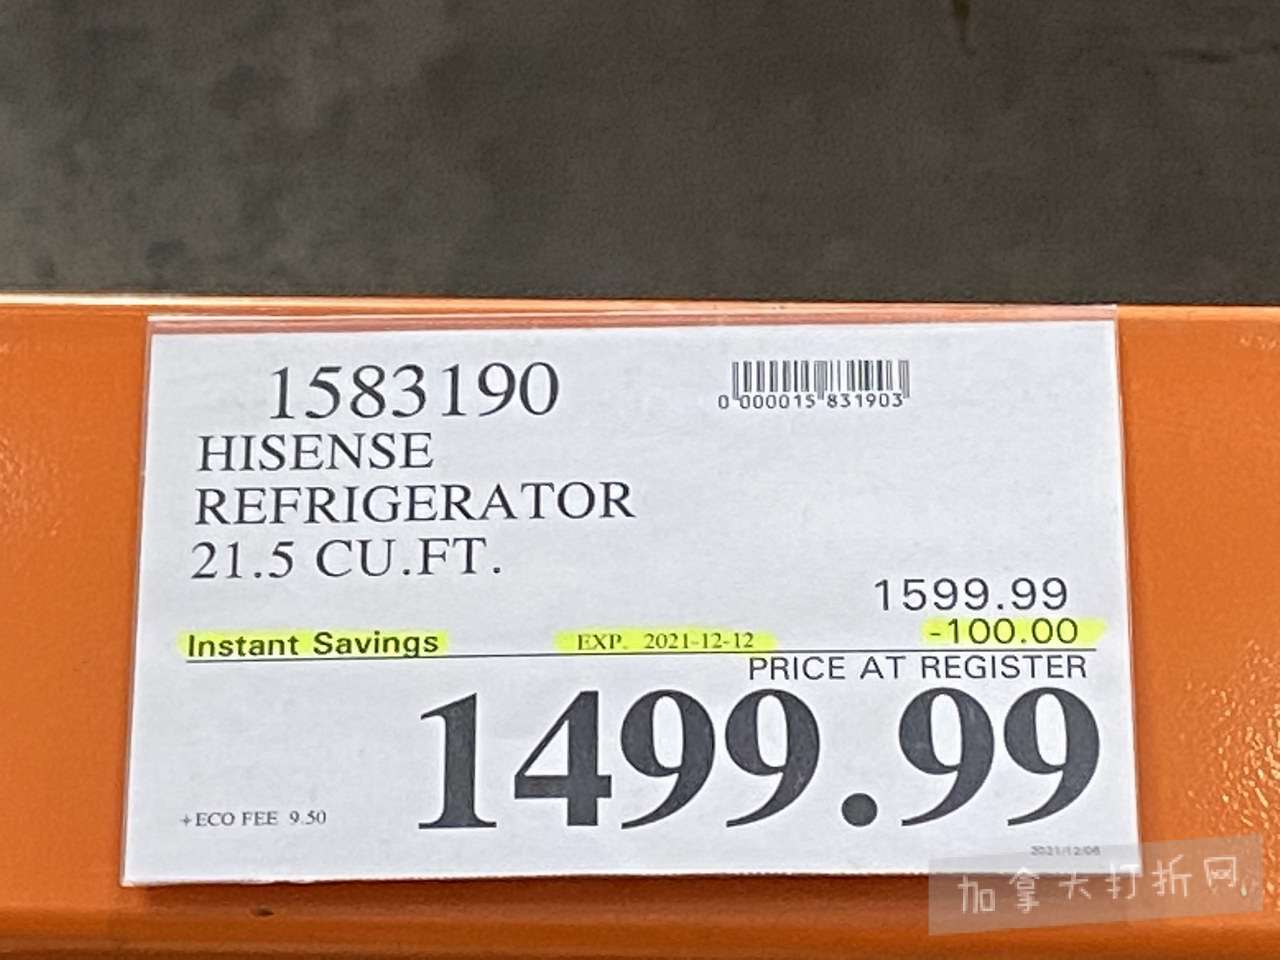 1583190
0 000015 831903
HISENSE
REFRIGERATOR
21.5 CU.FT.
1599.99
Instant Savings EXP. 2021-12-12 -100.00
PRICE AT REGISTER
1499.99
+ECO FEE 9.50
2021/12/06
加拿大打折网